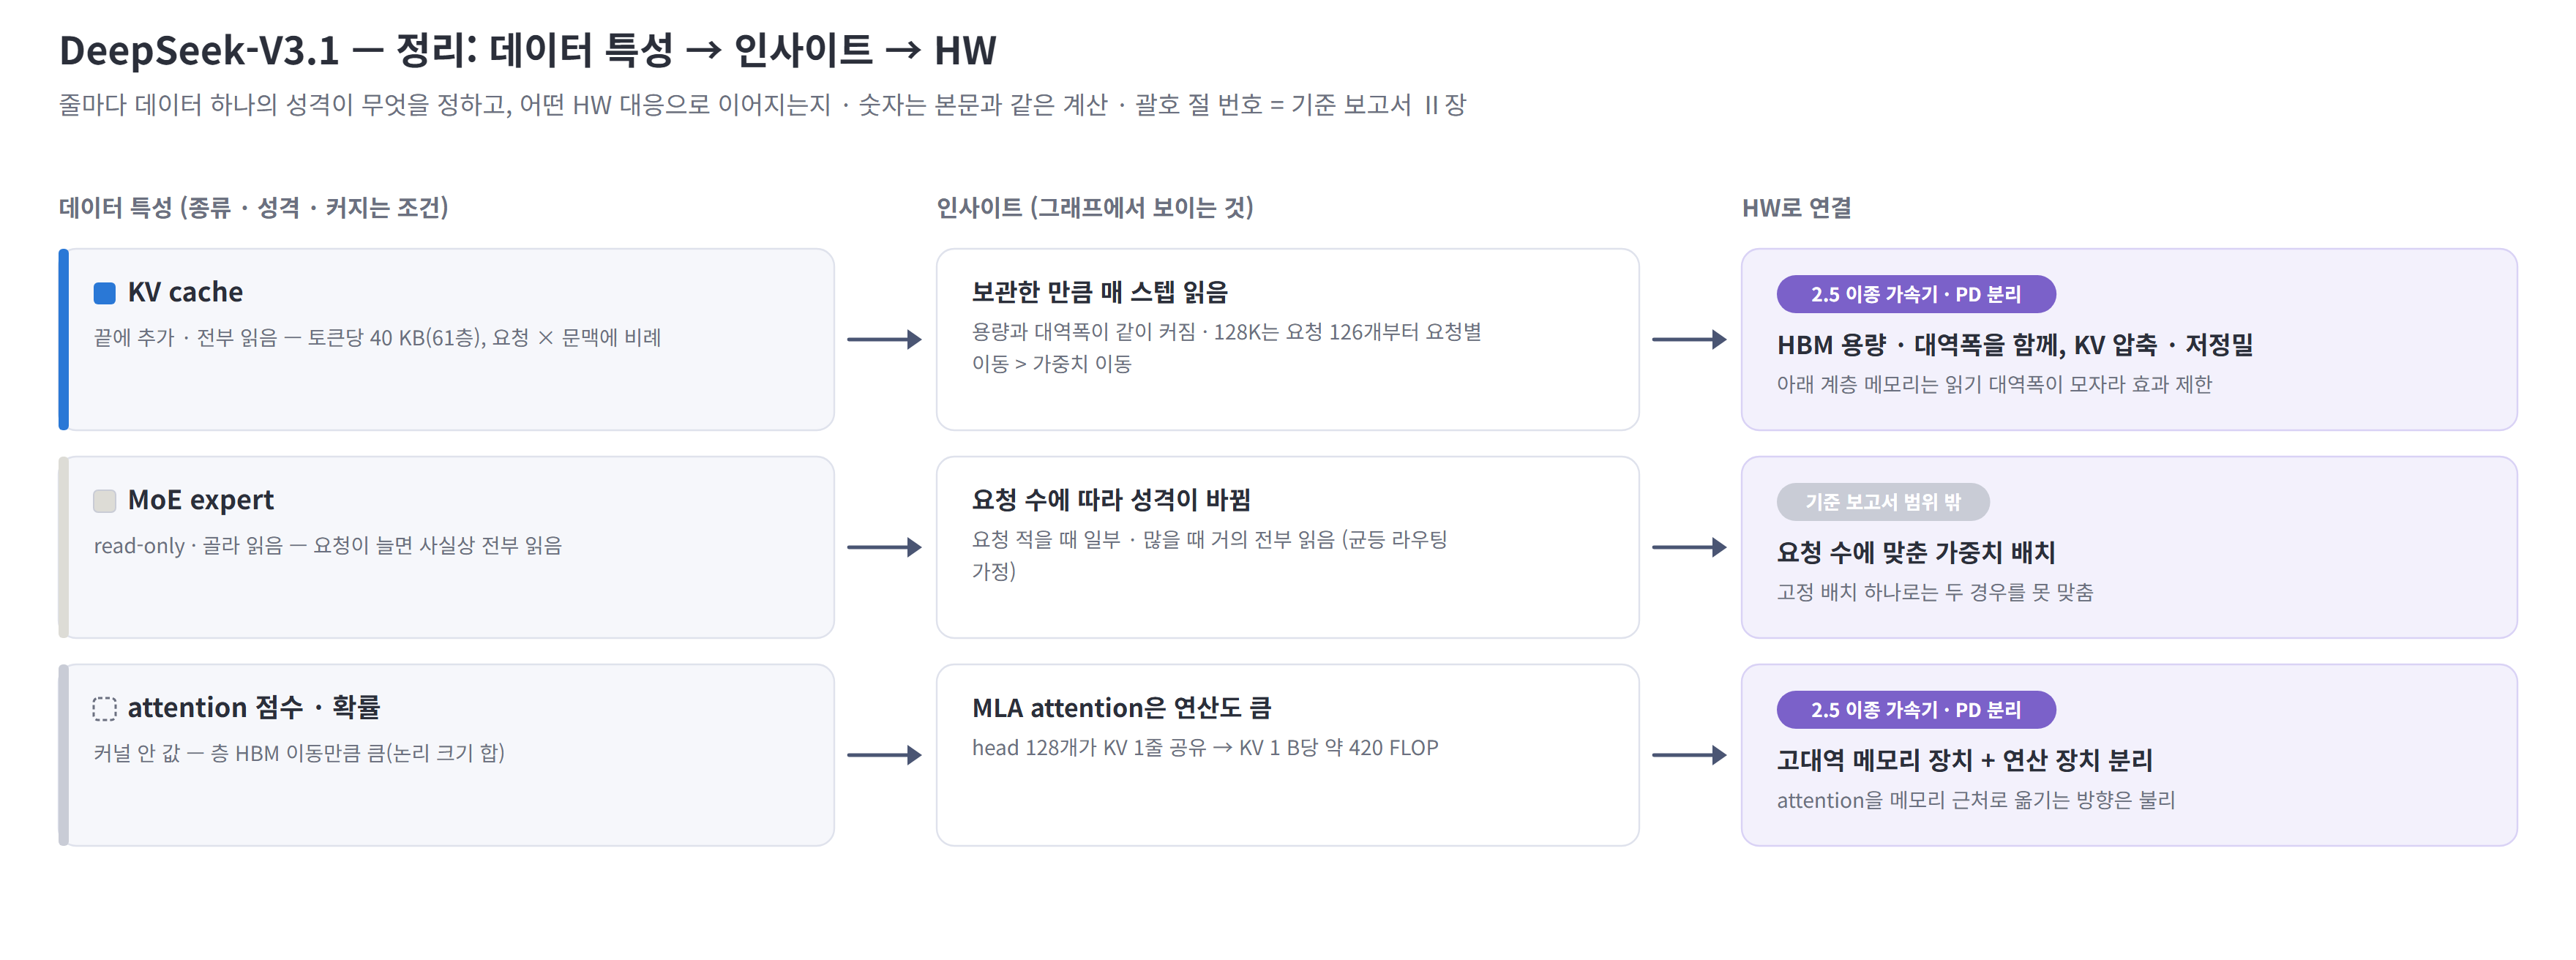 DeepSeek-V3.1 — 정리: 데이터 특성 → 인사이트 → HW
줄마다 데이터 하나의 성격이 무엇을 정하고, 어떤 HW 대응으로 이어지는지 · 숫자는 본문과 같은 계산 · 괄호 절 번호 = 기준 보고서 Ⅱ장
데이터 특성 (종류 · 성격 · 커지는 조건)
인사이트 (그래프에서 보이는 것)
HW로 연결
KV cache
끝에 추가 · 전부 읽음 — 토큰당 40 KB(61층), 요청 × 문맥에 비례
보관한 만큼 매 스텝 읽음
용량과 대역폭이 같이 커짐 · 128K는 요청 126개부터 요청별
이동 > 가중치 이동
2.5 이종 가속기 · PD 분리
HBM 용량 · 대역폭을 함께, KV 압축 · 저정밀
아래 계층 메모리는 읽기 대역폭이 모자라 효과 제한
MoE expert
read-only · 골라 읽음 — 요청이 늘면 사실상 전부 읽음
요청 수에 따라 성격이 바뀜
요청 적을 때 일부 · 많을 때 거의 전부 읽음 (균등 라우팅
가정)
기준 보고서 범위 밖
요청 수에 맞춘 가중치 배치
고정 배치 하나로는 두 경우를 못 맞춤
attention 점수 · 확률
커널 안 값 — 층 HBM 이동만큼 큼(논리 크기 합)
MLA attention은 연산도 큼
head 128개가 KV 1줄 공유 → KV 1 B당 약 420 FLOP
2.5 이종 가속기 · PD 분리
고대역 메모리 장치 + 연산 장치 분리
attention을 메모리 근처로 옮기는 방향은 불리